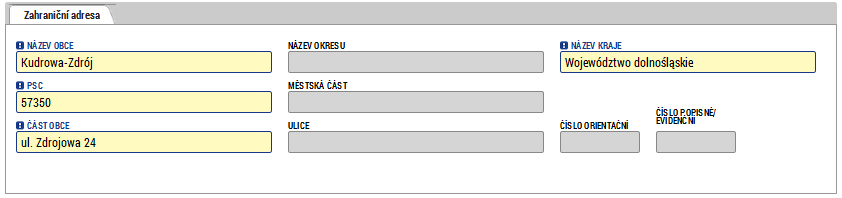 Zahraniční adresa
NÁZEV OBCE
NÁZEV OKRESU
NÁZEV KRAJE
Kudrowa-Zdrój
Województwo dolnośląskie
PSC
MĚSTSKÁ ČÁST
57350
ČÁST OBCE
ULICE
ČÍSLO ORIENTAČNÍ
ČÍSLO POPISNÉ/
EVIDENČNÍ
ul. Zdrojowa 24